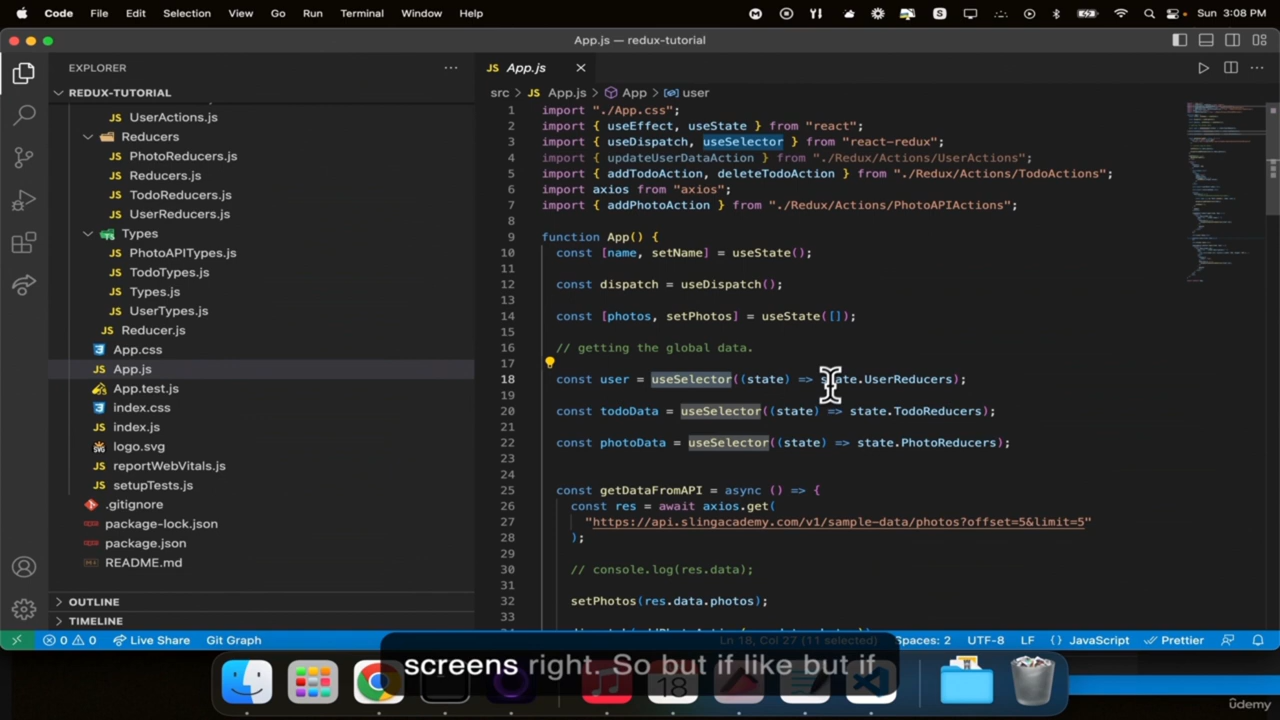 Code File Edit Selection View Go Run Terminal Window Help
Sun 3:08 PM
App.js — redux-tutorial
EXPLORER
REDUX-TUTORIAL
UserActions.js
Reducers
PhotoReducers.js
Reducers.js
TodoReducers.js
UserReducers.js
Types
PhotoAPITypes.js
TodoTypes.js
Types.js
UserTypes.js
Reducer.js
App.css
App.js
App.test.js
index.css
index.js
logo.svg
reportWebVitals.js
setupTests.js
.gitignore
package-lock.json
package.json
README.md
OUTLINE
TIMELINE
JS App.js
src > JS App.js > App > user
1 import "./App.css";
2 import { useEffect, useState } from "react";
3 import { useDispatch, useSelector } from "react-redux";
4 import { updateUserDataAction } from "./Redux/Actions/UserActions";
5 import { addTodoAction, deleteTodoAction } from "./Redux/Actions/TodoActions";
6 import axios from "axios";
7 import { addPhotoAction } from "./Redux/Actions/PhotoAPIActions";
8
9 function App() {
10 const [name, setName] = useState();
11
12 const dispatch = useDispatch();
13
14 const [photos, setPhotos] = useState([]);
15
16 // getting the global data.
17
18 const user = useSelector((state) => state.UserReducers);
19
20 const todoData = useSelector((state) => state.TodoReducers);
21
22 const photoData = useSelector((state) => state.PhotoReducers);
23
24
25 const getDataFromAPI = async () => {
26 const res = await axios.get(
27 "https://api.slingacademy.com/v1/sample-data/photos?offset=5&limit=5"
28 );
29
30 // console.log(res.data);
31
32 setPhotos(res.data.photos);
33
0 0 Live Share Git Graph
Ln 18, Col 27 (11 selected) Spaces: 2 UTF-8 LF {} JavaScript Prettier
screens right. So but if like but if
18
udemy